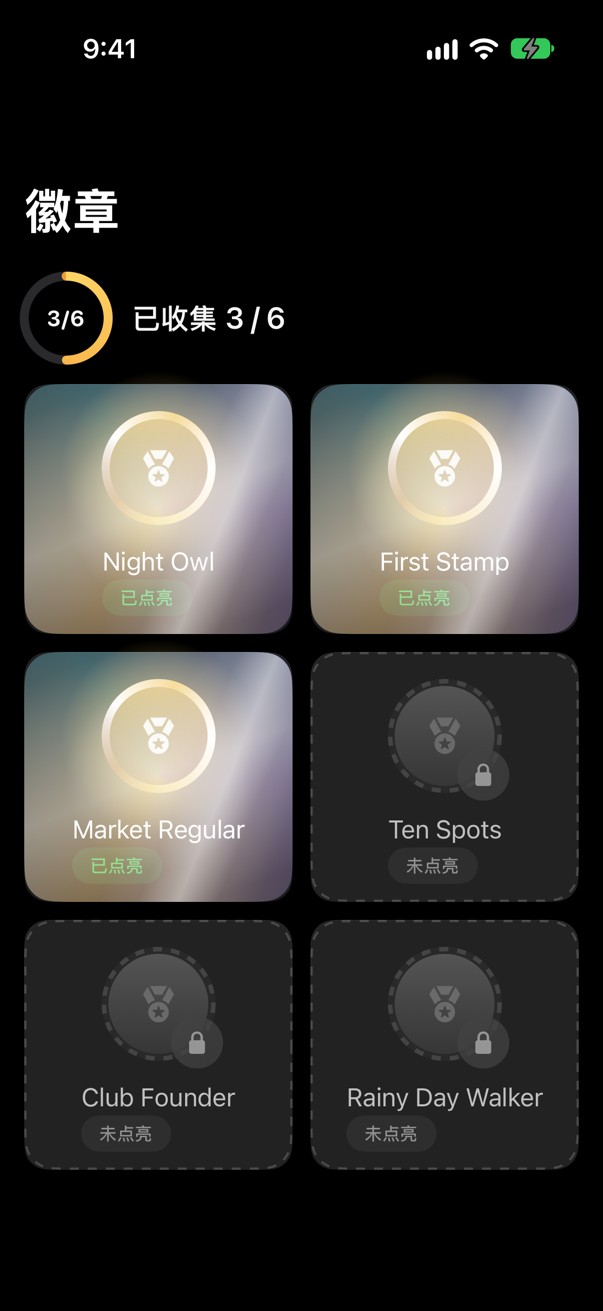 9:41
徽章
3/6
已收集 3 / 6
Night Owl
已点亮
First Stamp
已点亮
Market Regular
已点亮
Ten Spots
未点亮
Club Founder
未点亮
Rainy Day Walker
未点亮